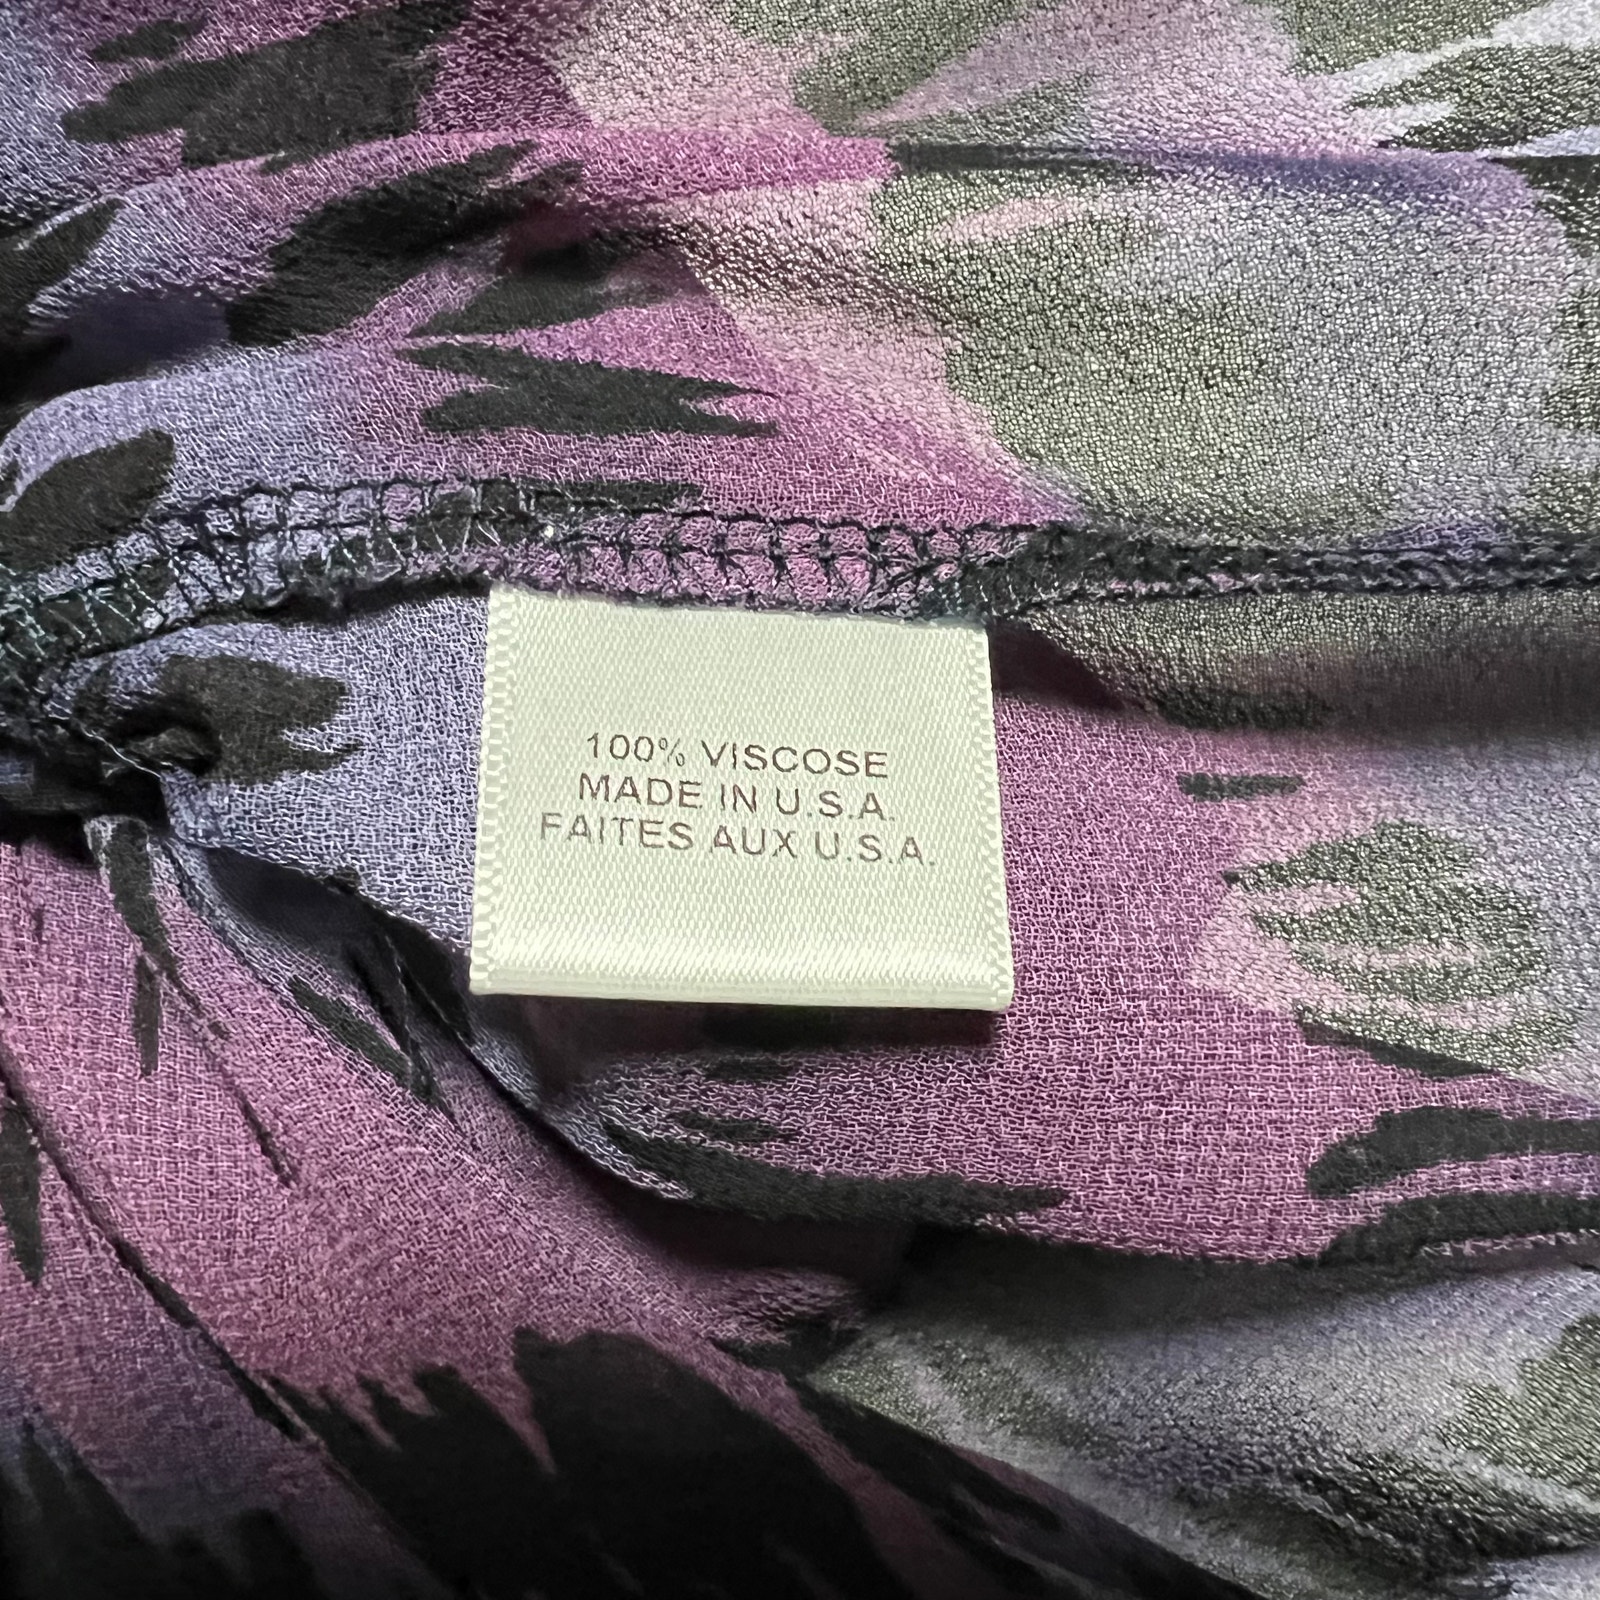 100% VISCOSE
MADE IN U.S.A.
FAITES AUX U.S.A.